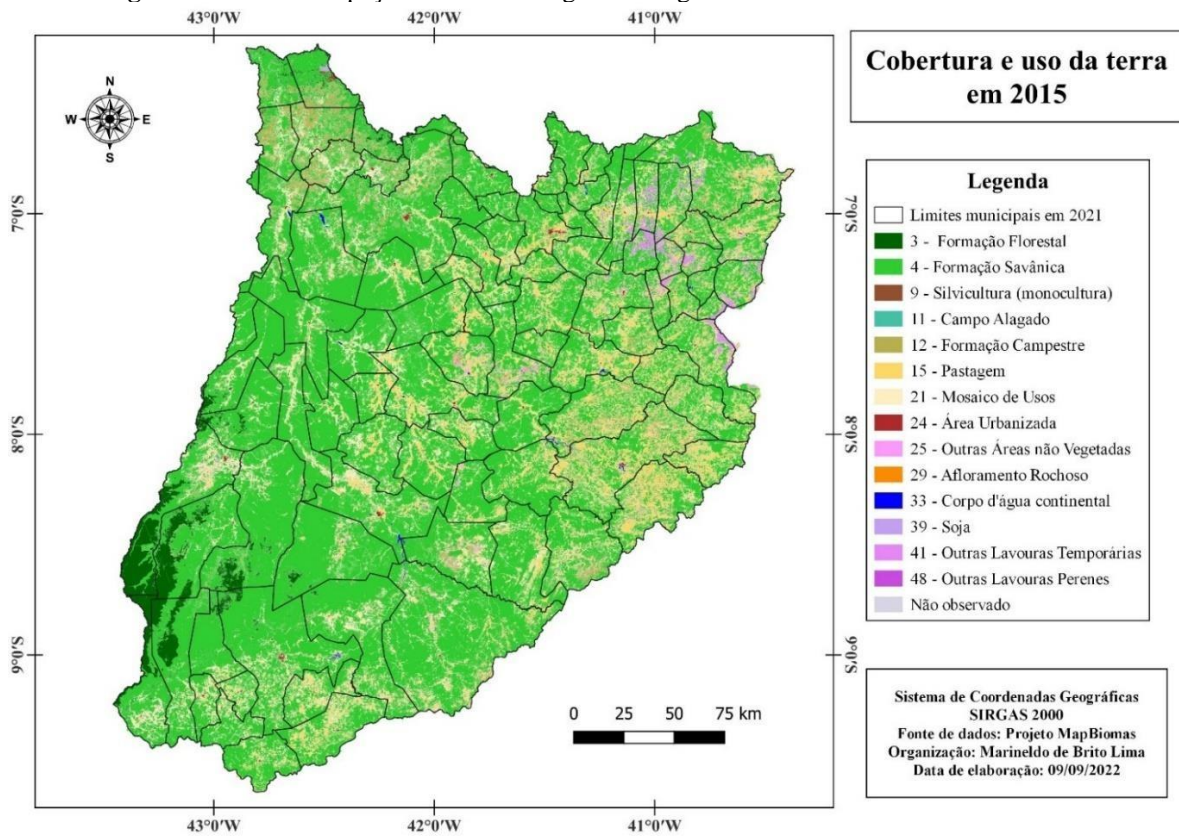 43°0'W 42°0'W 41°0'W
Cobertura e uso da terra
em 2015
N
W E
S
Legenda
Limites municipais em 2021
3 - Formação Florestal
4 - Formação Savânica
9 - Silvicultura (monocultura)
11 - Campo Alagado
12 - Formação Campestre
15 - Pastagem
21 - Mosaico de Usos
24 - Área Urbanizada
25 - Outras Áreas não Vegetadas
29 - Afloramento Rochoso
33 - Corpo d'água continental
39 - Soja
41 - Outras Lavouras Temporárias
48 - Outras Lavouras Perenes
Não observado
7°0'S
7°0'S
8°0'S
8°0'S
9°0'S
9°0'S
0 25 50 75 km
Sistema de Coordenadas Geográficas
SIRGAS 2000
Fonte de dados: Projeto MapBiomas
Organização: Marineldo de Brito Lima
Data de elaboração: 09/09/2022
43°0'W 42°0'W 41°0'W